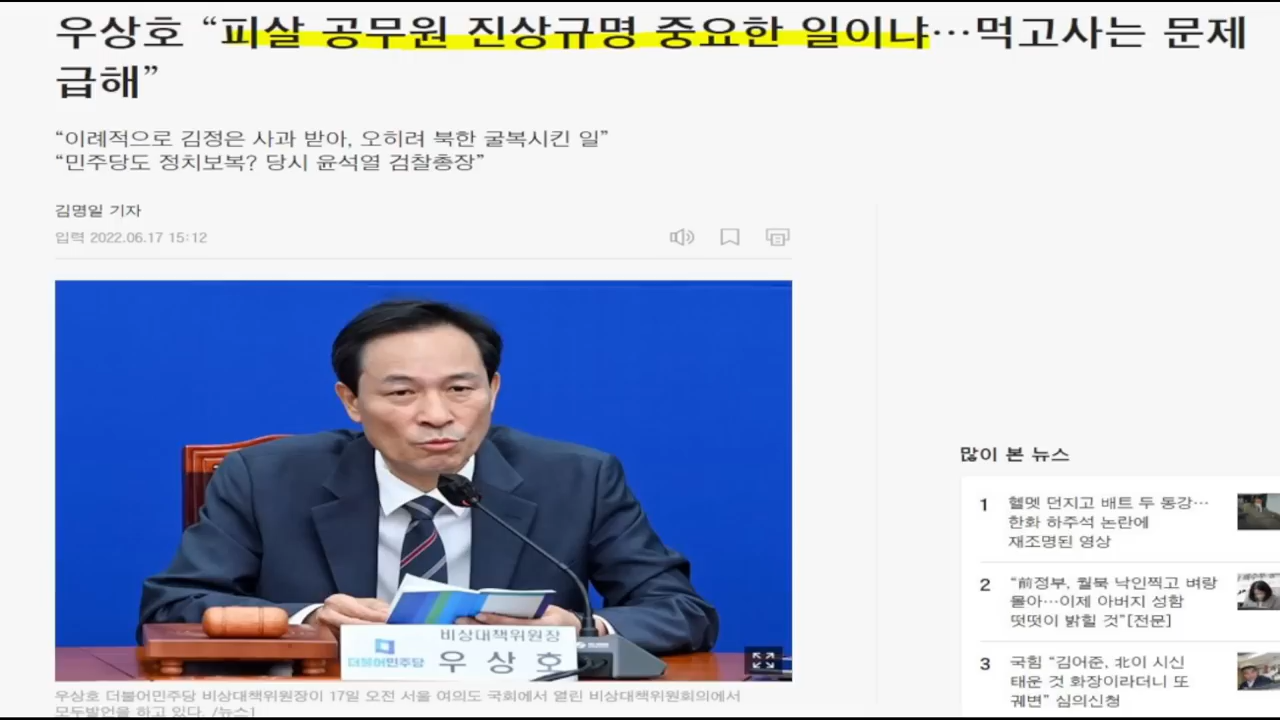 우상호 “피살 공무원 진상규명 중요한 일이냐…먹고사는 문제
급해”
“이례적으로 김정은 사과 받아, 오히려 북한 굴복시킨 일”
“민주당도 정치보복? 당시 윤석열 검찰총장”
김명일 기자
입력 2022.06.17 15:12
비상대책위원장
더불어민주당 우상호
우상호 더불어민주당 비상대책위원장이 17일 오전 서울 여의도 국회에서 열린 비상대책위원회의에서
모두발언을 하고 있다. /뉴스1
많이 본 뉴스
1 헬멧 던지고 배트 두 동강…
한화 하주석 논란에
재조명된 영상
2 “前정부, 월북 낙인찍고 벼랑
몰아…이제 아버지 성함
떳떳이 밝힐 것”[전문]
3 국힘 “김어준, 北이 시신
태운 것 화장이라더니 또
궤변” 심의신청